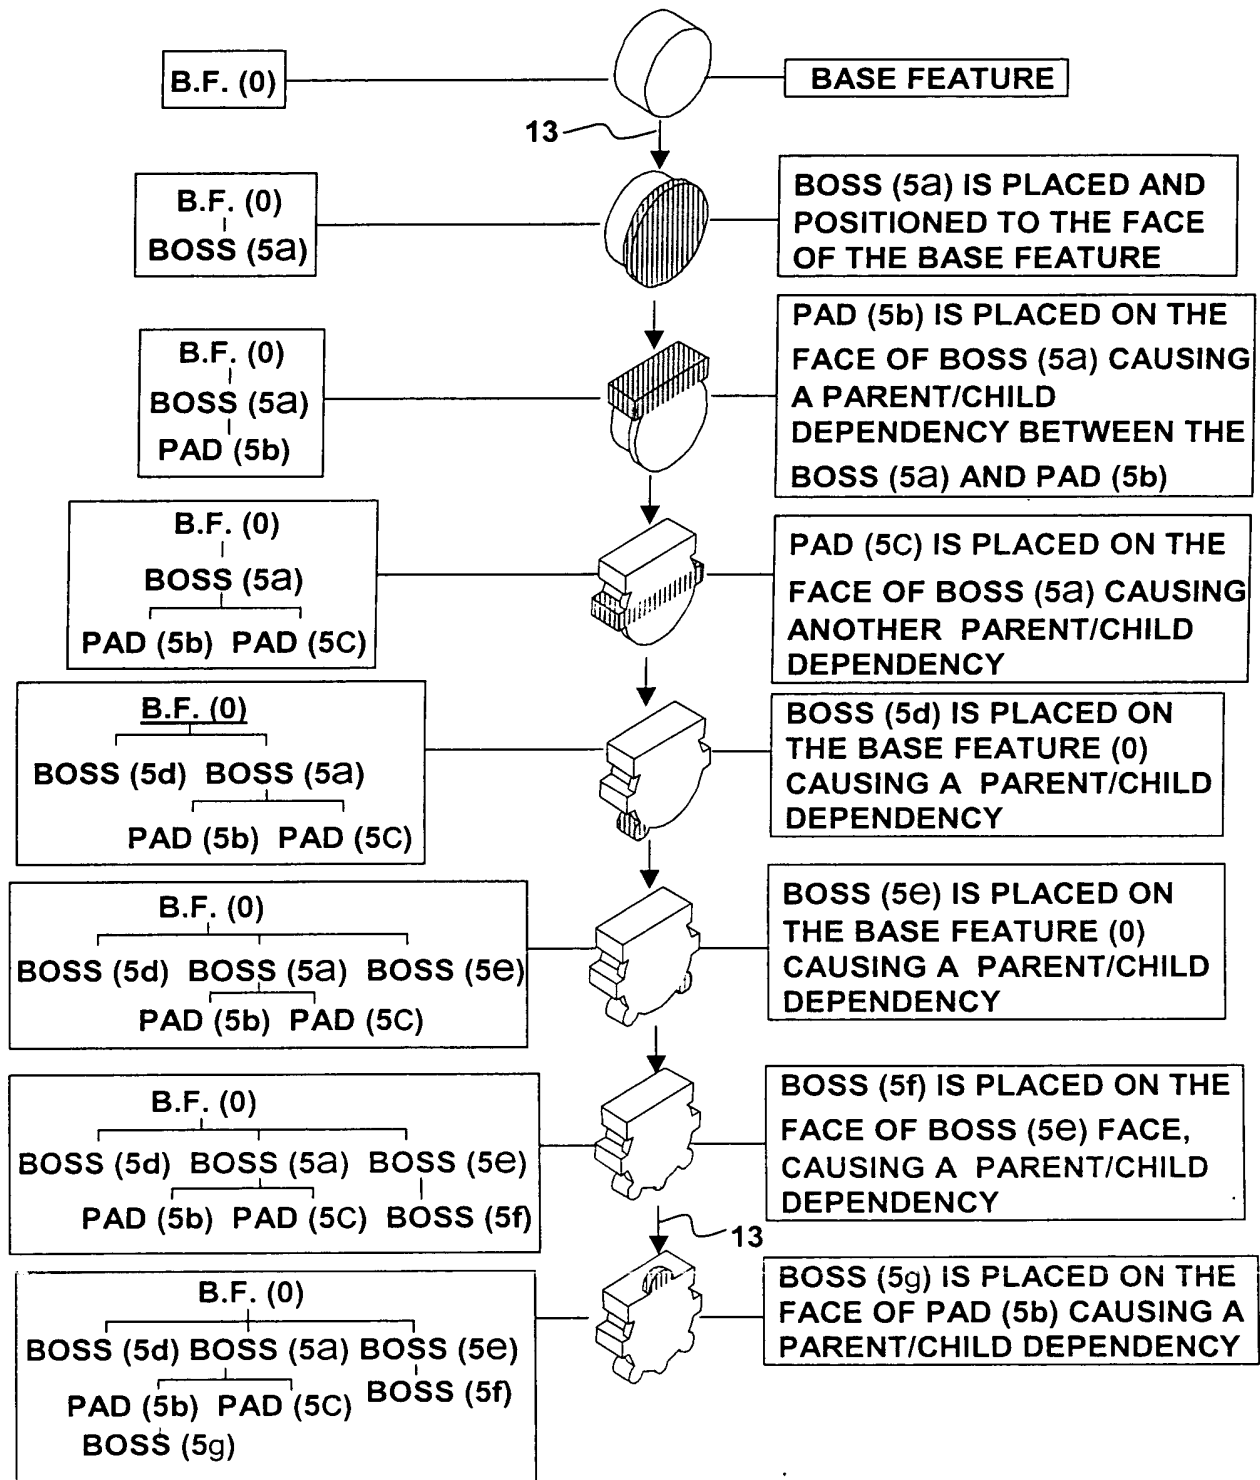 B.F. (0)
BASE FEATURE
13
B.F. (0)
BOSS (5a)
BOSS (5a) IS PLACED AND
POSITIONED TO THE FACE
OF THE BASE FEATURE
B.F. (0)
BOSS (5a)
PAD (5b)
PAD (5b) IS PLACED ON THE
FACE OF BOSS (5a) CAUSING
A PARENT/CHILD
DEPENDENCY BETWEEN THE
BOSS (5a) AND PAD (5b)
B.F. (0)
BOSS (5a)
PAD (5b) PAD (5C)
PAD (5C) IS PLACED ON THE
FACE OF BOSS (5a) CAUSING
ANOTHER PARENT/CHILD
DEPENDENCY
B.F. (0)
BOSS (5d) BOSS (5a)
PAD (5b) PAD (5C)
BOSS (5d) IS PLACED ON
THE BASE FEATURE (0)
CAUSING A PARENT/CHILD
DEPENDENCY
B.F. (0)
BOSS (5d) BOSS (5a) BOSS (5e)
PAD (5b) PAD (5C)
BOSS (5e) IS PLACED ON
THE BASE FEATURE (0)
CAUSING A PARENT/CHILD
DEPENDENCY
B.F. (0)
BOSS (5d) BOSS (5a) BOSS (5e)
PAD (5b) PAD (5C) BOSS (5f)
BOSS (5f) IS PLACED ON THE
FACE OF BOSS (5e) FACE,
CAUSING A PARENT/CHILD
DEPENDENCY
13
B.F. (0)
BOSS (5d) BOSS (5a) BOSS (5e)
PAD (5b) PAD (5C) BOSS (5f)
BOSS (5g)
BOSS (5g) IS PLACED ON THE
FACE OF PAD (5b) CAUSING A
PARENT/CHILD DEPENDENCY